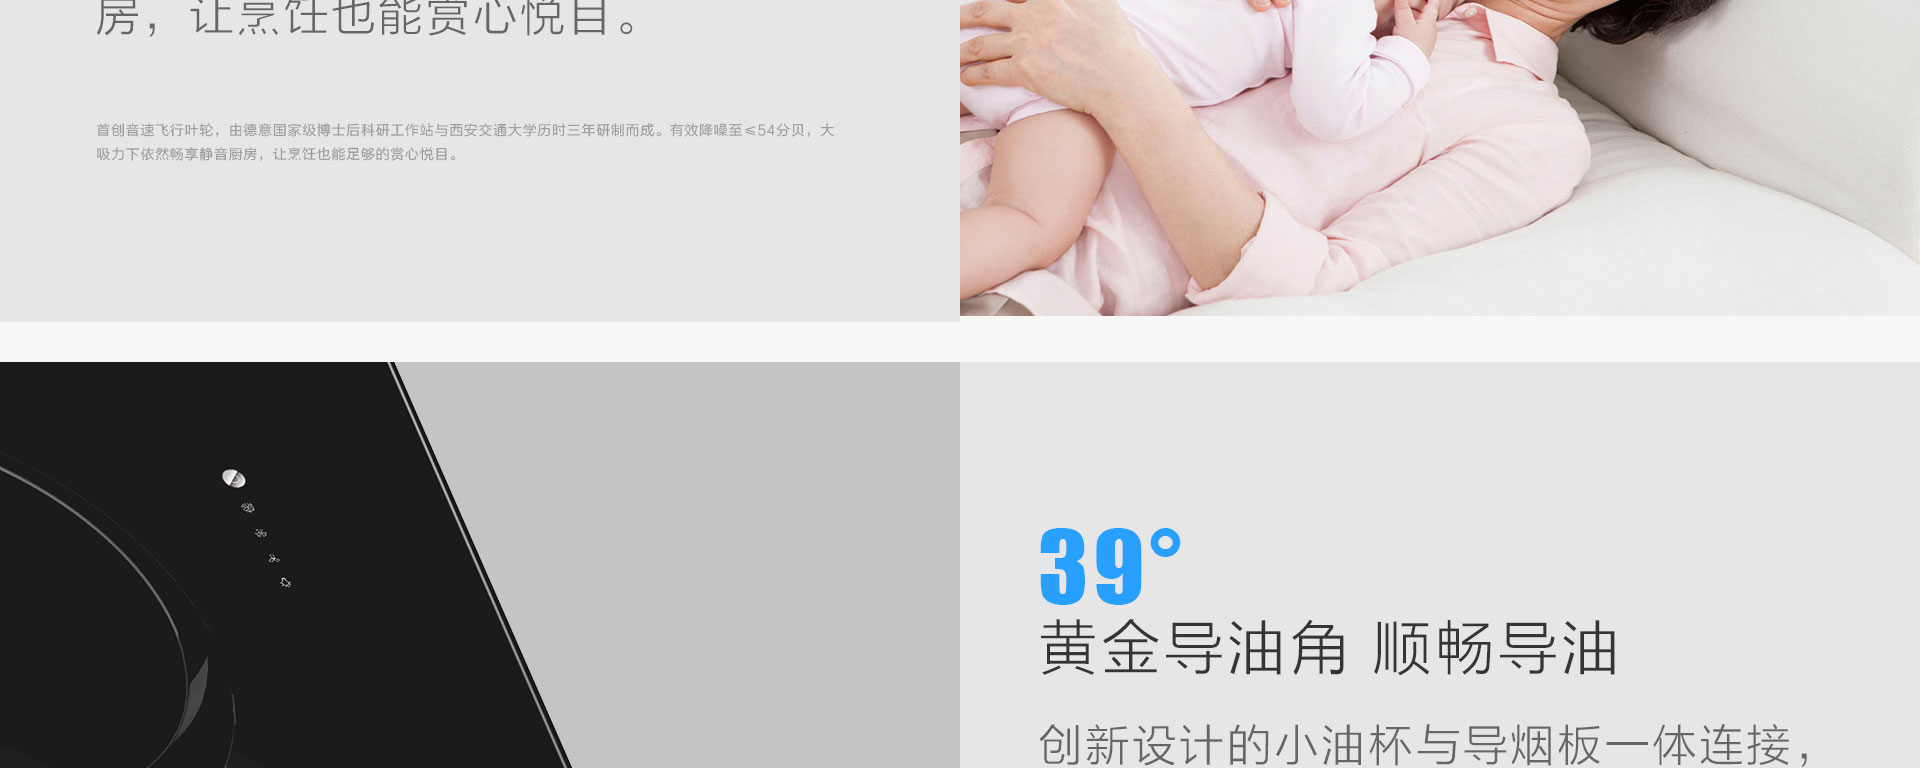 房，让烹饪也能赏心悦目。
首创音速飞行叶轮，由德意国家级博士后科研工作站与西安交通大学历时三年研制而成。有效降噪至≤54分贝，大
吸力下依然畅享静音厨房，让烹饪也能足够的赏心悦目。
39°
黄金导油角 顺畅导油
创新设计的小油杯与导烟板一体连接，